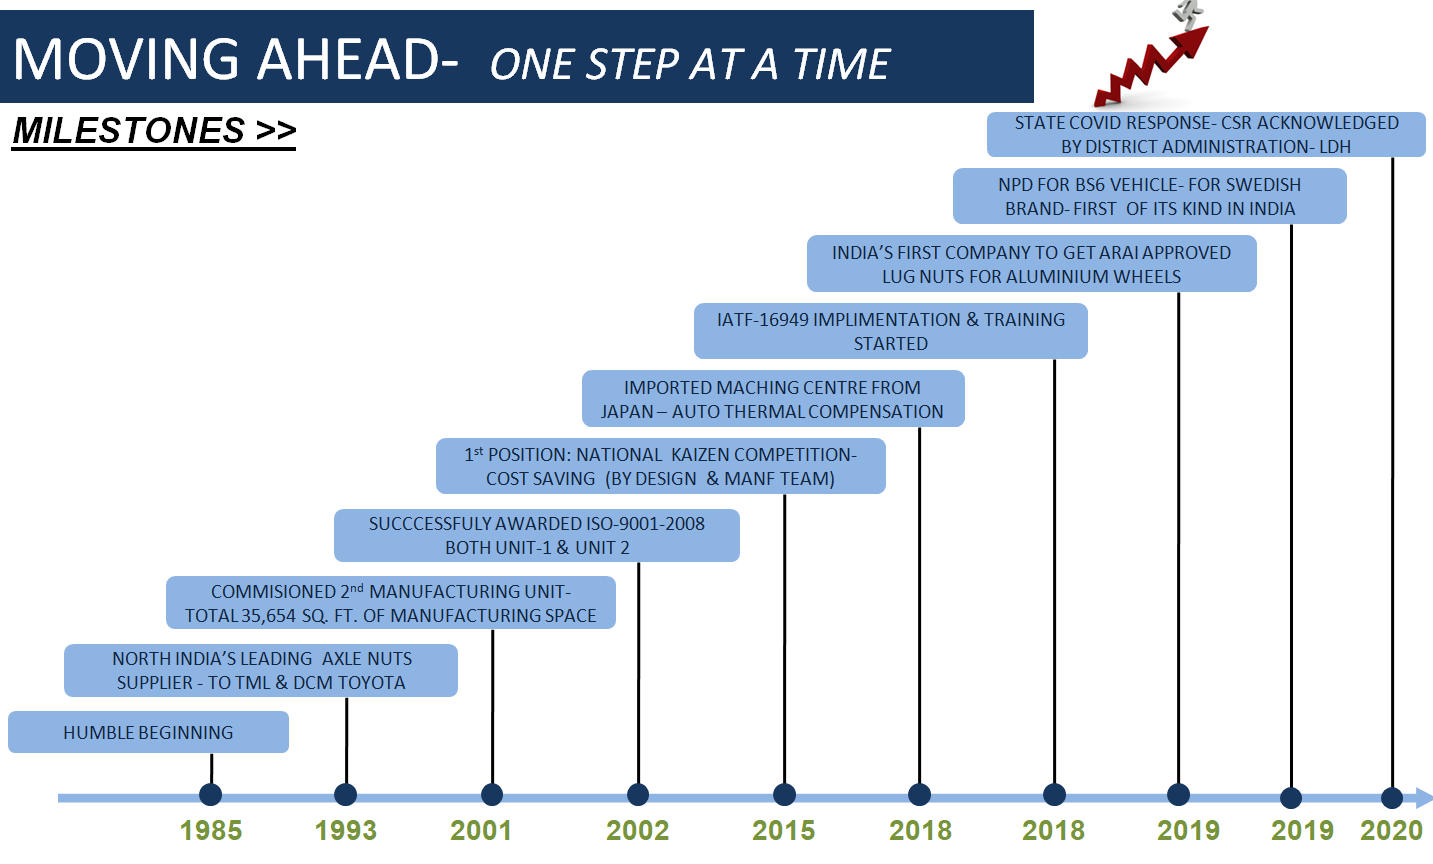 MOVING AHEAD- ONE STEP AT A TIME
MILESTONES >>
STATE COVID RESPONSE- CSR ACKNOWLEDGED
BY DISTRICT ADMINISTRATION- LDH
NPD FOR BS6 VEHICLE- FOR SWEDISH
BRAND- FIRST OF ITS KIND IN INDIA
INDIA'S FIRST COMPANY TO GET ARAI APPROVED
LUG NUTS FOR ALUMINIUM WHEELS
IATF-16949 IMPLIMENTATION & TRAINING
STARTED
IMPORTED MACHING CENTRE FROM
JAPAN – AUTO THERMAL COMPENSATION
1st POSITION: NATIONAL KAIZEN COMPETITION-
COST SAVING (BY DESIGN & MANF TEAM)
SUCCCESSFULY AWARDED ISO-9001-2008
BOTH UNIT-1 & UNIT 2
COMMISIONED 2nd MANUFACTURING UNIT-
TOTAL 35,654 SQ. FT. OF MANUFACTURING SPACE
NORTH INDIA'S LEADING AXLE NUTS
SUPPLIER - TO TML & DCM TOYOTA
HUMBLE BEGINNING
1985 1993 2001 2002 2015 2018 2018 2019 2019 2020